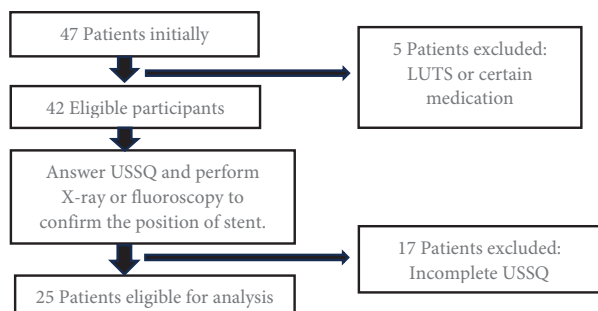 47 Patients initially
5 Patients excluded:
LUTS or certain
medication
42 Eligible participants
Answer USSQ and perform
X-ray or fluoroscopy to
confirm the position of stent.
17 Patients excluded:
Incomplete USSQ
25 Patients eligible for analysis